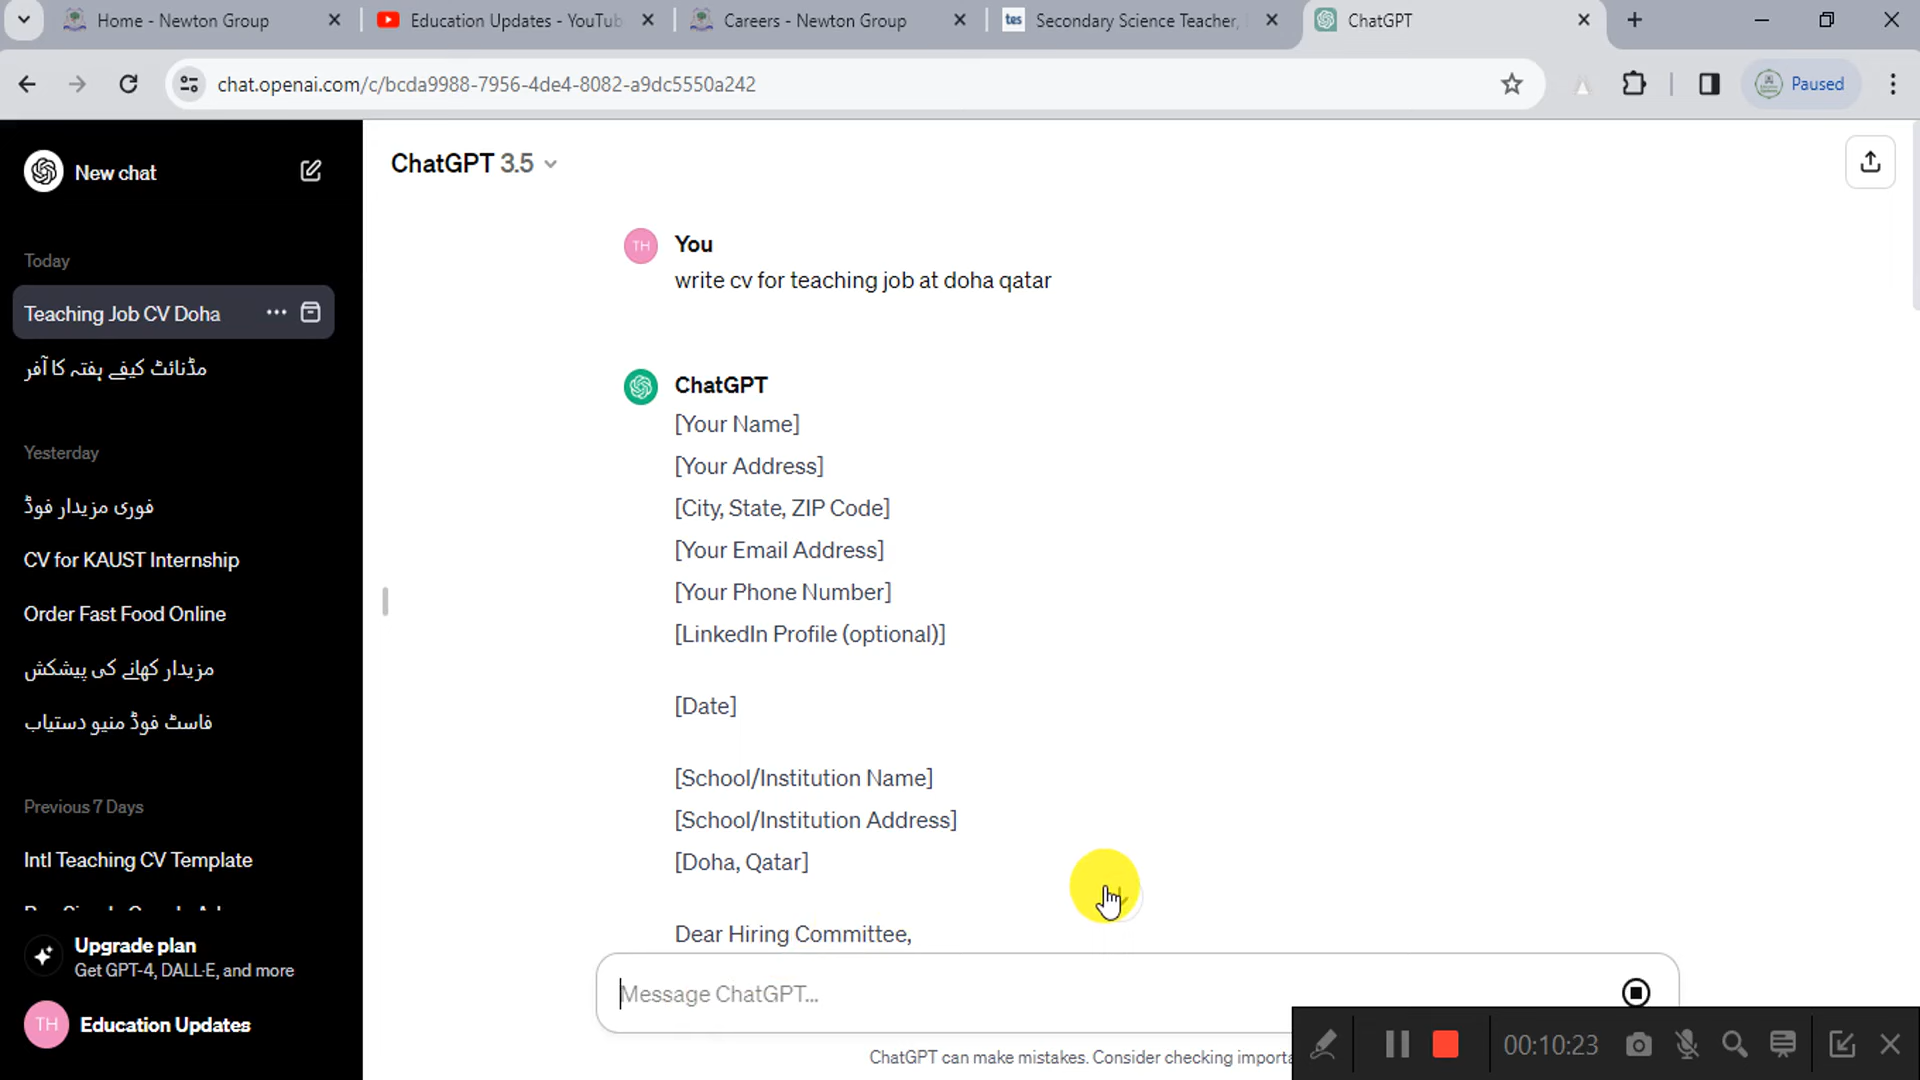 Home - Newton Group
Education Updates - YouTub
Careers - Newton Group
tes
Secondary Science Teacher,
ChatGPT
chat.openai.com/c/bcda9988-7956-4de4-8082-a9dc5550a242
Paused
New chat
Today
Teaching Job CV Doha
مڈنائٹ کیفے ہفتہ کا آفر
Yesterday
فوری مزیدار فوڈ
CV for KAUST Internship
Order Fast Food Online
مزیدار کھانے کی پیشکش
فاسٹ فوڈ منیو دستیاب
Previous 7 Days
Intl Teaching CV Template
Upgrade plan
Get GPT-4, DALL·E, and more
TH
Education Updates
ChatGPT 3.5
TH
You
write cv for teaching job at doha qatar
ChatGPT
[Your Name]
[Your Address]
[City, State, ZIP Code]
[Your Email Address]
[Your Phone Number]
[LinkedIn Profile (optional)]
[Date]
[School/Institution Name]
[School/Institution Address]
[Doha, Qatar]
Dear Hiring Committee,
Message ChatGPT...
ChatGPT can make mistakes. Consider checking importa
00:10:23